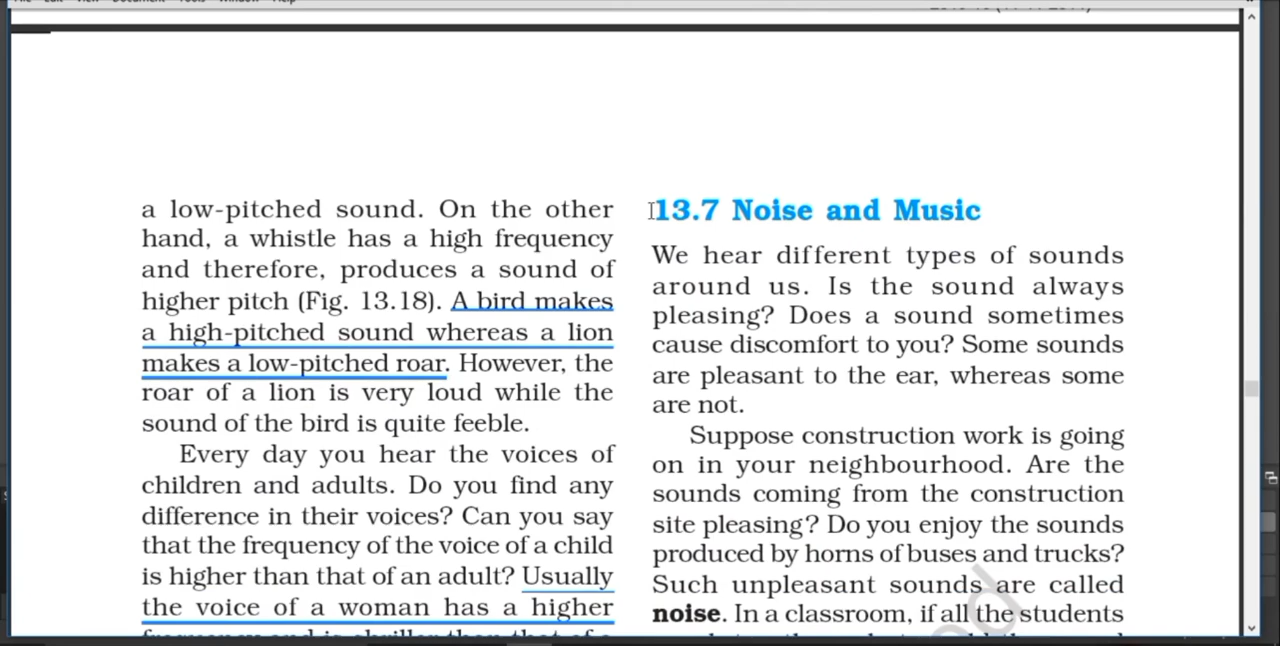 a low-pitched sound. On the other
hand, a whistle has a high frequency
and therefore, produces a sound of
higher pitch (Fig. 13.18). A bird makes
a high-pitched sound whereas a lion
makes a low-pitched roar. However, the
roar of a lion is very loud while the
sound of the bird is quite feeble.
Every day you hear the voices of
children and adults. Do you find any
difference in their voices? Can you say
that the frequency of the voice of a child
is higher than that of an adult? Usually
the voice of a woman has a higher
13.7 Noise and Music
We hear different types of sounds
around us. Is the sound always
pleasing? Does a sound sometimes
cause discomfort to you? Some sounds
are pleasant to the ear, whereas some
are not.
Suppose construction work is going
on in your neighbourhood. Are the
sounds coming from the construction
site pleasing? Do you enjoy the sounds
produced by horns of buses and trucks?
Such unpleasant sounds are called
noise. In a classroom, if all the students